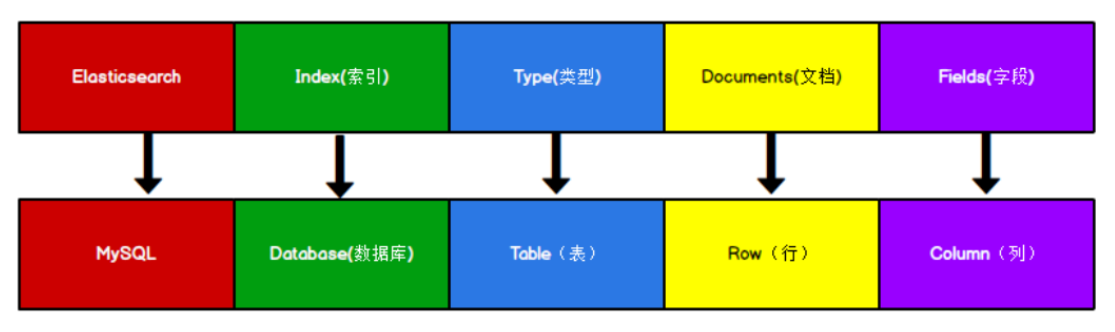 Elasticsearch
Index(索引)
Type(类型)
Documents(文档)
Fields(字段)
MySQL
Database(数据库)
Table（表）
Row（行）
Column（列）